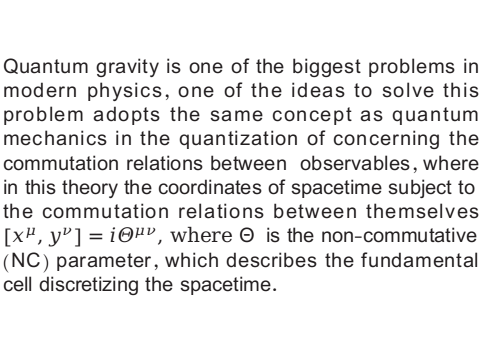 Quantum gravity is one of the biggest problems in
modern physics, one of the ideas to solve this
problem adopts the same concept as quantum
mechanics in the quantization of concerning the
commutation relations between observables, where
in this theory the coordinates of spacetime subject to
the commutation relations between themselves
[x^μ, y^ν] = iΘ^μν, where Θ is the non-commutative
(NC) parameter, which describes the fundamental
cell discretizing the spacetime.